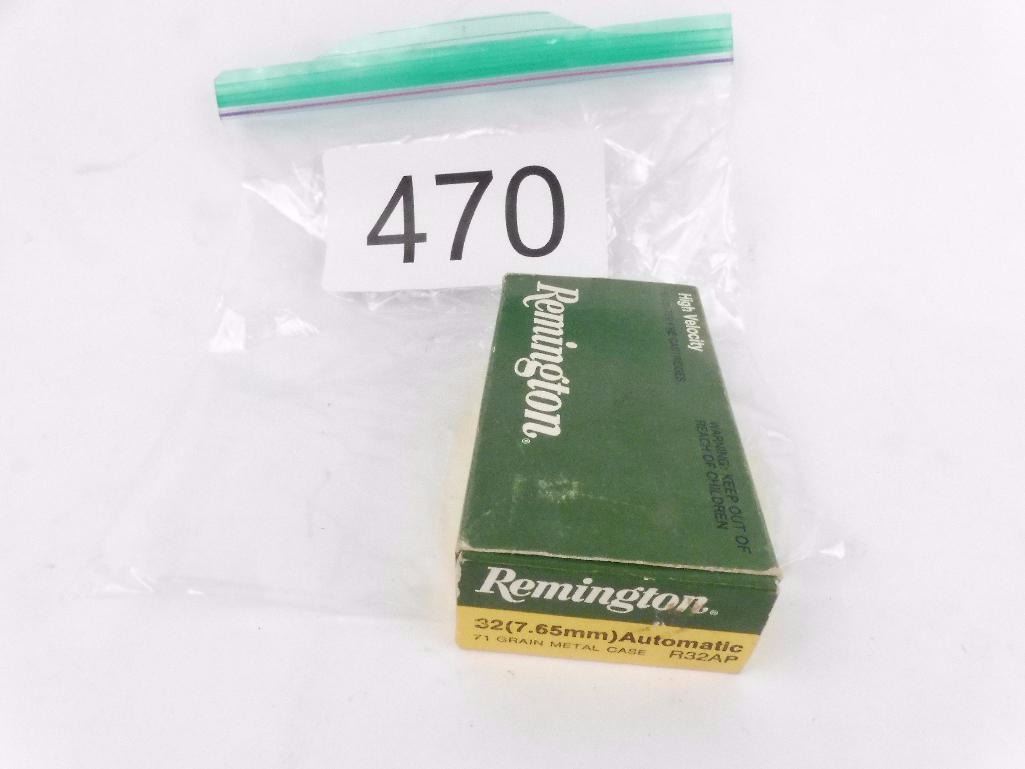 470
Remington®
High Velocity
CARTRIDGES
WARNING: KEEP OUT OF
REACH OF CHILDREN
Remington®
32(7.65mm)Automatic
71 GRAIN METAL CASE R32AP